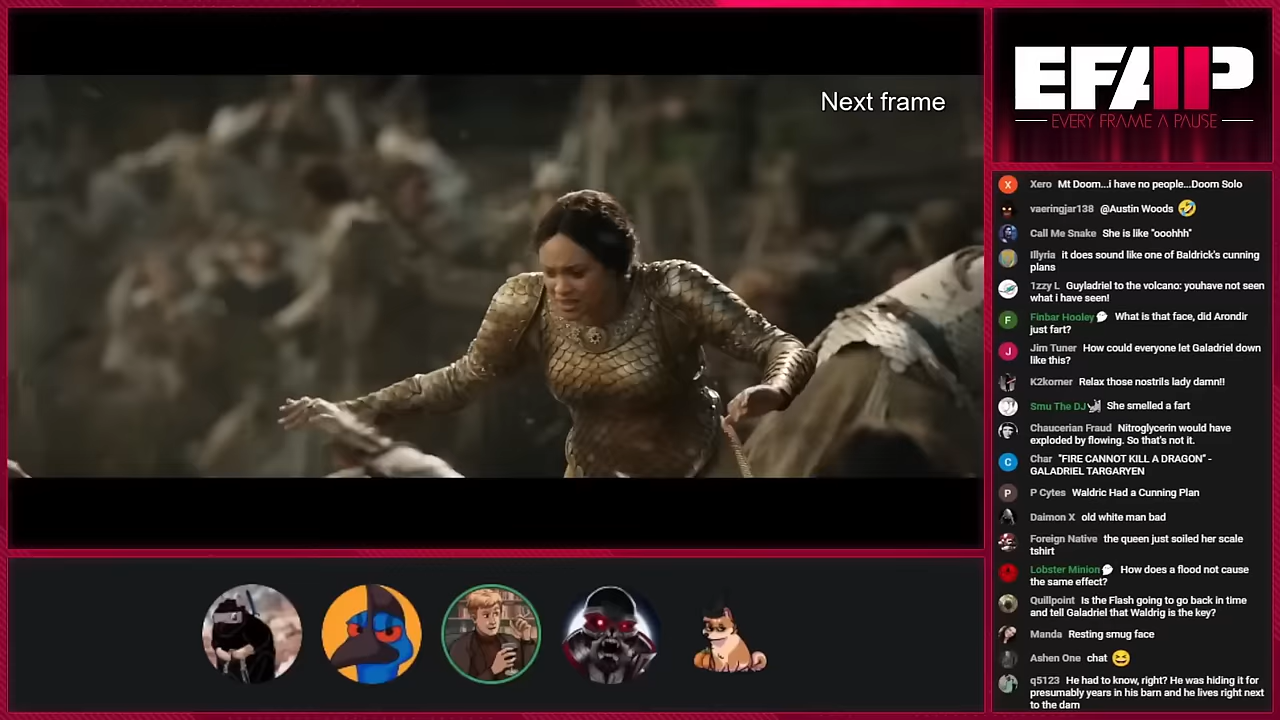 Next frame
EFAP
EVERY FRAME A PAUSE
Xero Mt Doom...i have no people...Doom Solo
vaeringjar138 @Austin Woods 🤣
Call Me Snake She is like "ooohhh"
Illyria it does sound like one of Baldrick's cunning
plans
1zzy L Guyladriel to the volcano: youhave not seen
what i have seen!
Finbar Hooley What is that face, did Arondir
just fart?
Jim Tuner How could everyone let Galadriel down
like this?
K2korner Relax those nostrils lady damn!!
Smu The DJ She smelled a fart
Chaucerian Fraud Nitroglycerin would have
exploded by flowing. So that's not it.
Char "FIRE CANNOT KILL A DRAGON" -
GALADRIEL TARGARYEN
P Cytes Waldric Had a Cunning Plan
Daimon X old white man bad
Foreign Native the queen just soiled her scale
tshirt
Lobster Minion How does a flood not cause
the same effect?
Quillpoint Is the Flash going to go back in time
and tell Galadriel that Waldrig is the key?
Manda Resting smug face
Ashen One chat 😆
q5123 He had to know, right? He was hiding it for
presumably years in his barn and he lives right next
to the dam
X
F
J
C
P